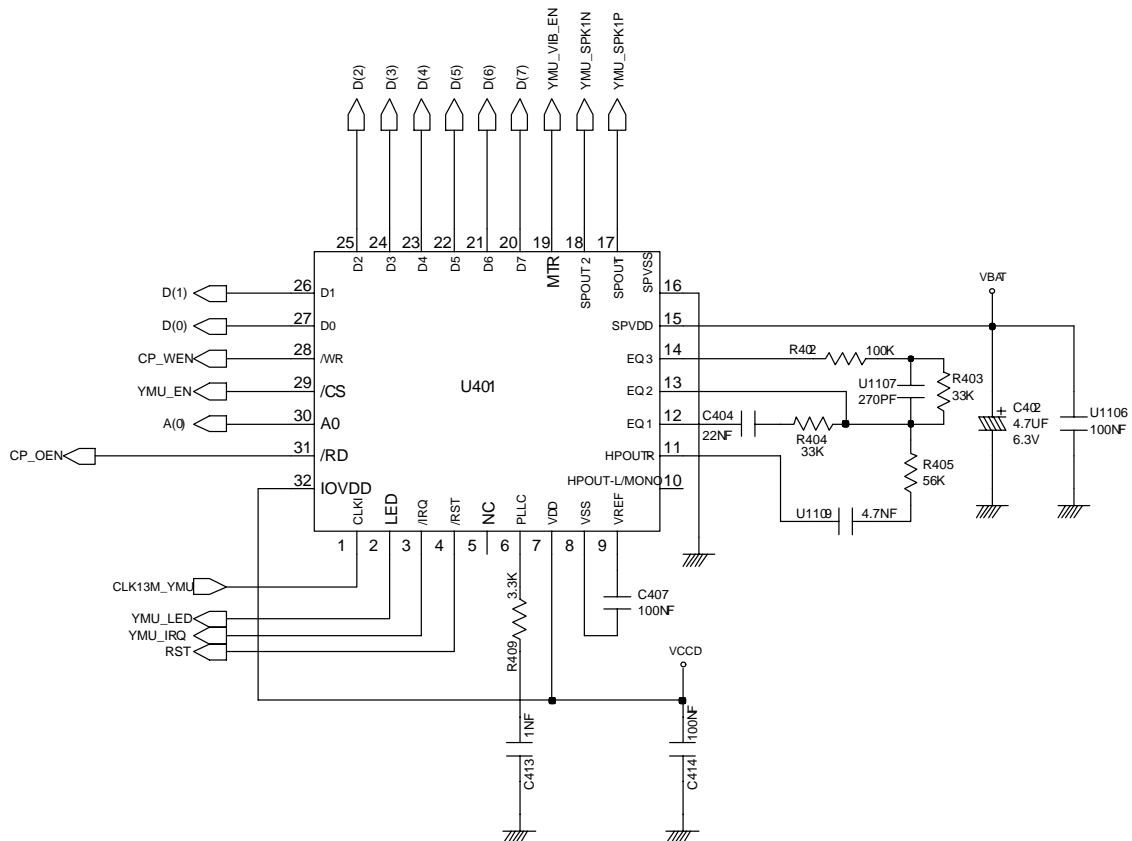 D(2)
D(3)
D(4)
D(5)
D(6)
D(7)
YMU_VIB_EN
YMU_SPK1N
YMU_SPK1P
25
24
23
22
21
20
19
18
17
D2
D3
D4
D5
D6
D7
MTR
SPOUT2
SPOUT
SPVSS
D(1)
26
D1
D(0)
27
D0
CP_WEN
28
/WR
YMU_EN
29
/CS
A(0)
30
A0
CP_OEN
31
/RD
32
IOVDD
U401
16
SPVDD
15
EQ3
14
EQ2
13
EQ1
12
HPOUTR
11
HPOUT-L/MONO
10
VBAT
R402
100K
U1107
270PF
R403
33K
C404
22NF
R404
33K
R405
56K
U1109
4.7NF
C402
4.7UF
6.3V
U1106
100NF
CLKI
LED
/IRQ
/RST
NC
PLLC
VDD
VSS
VREF
1
2
3
4
5
6
7
8
9
CLK13M_YMU
YMU_LED
YMU_IRQ
RST
3.3K
R409
C407
100NF
VCCD
1NF
C413
100NF
C414